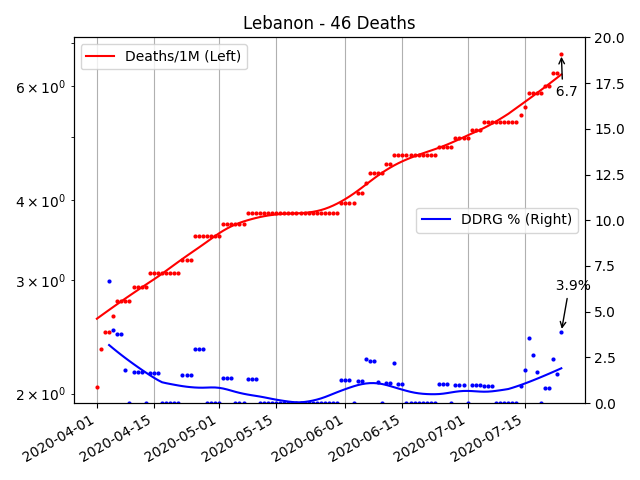 Lebanon - 46 Deaths
Deaths/1M (Left)
DDRG % (Right)
6.7
3.9%
6 × 10⁰
4 × 10⁰
3 × 10⁰
2 × 10⁰
20.0
17.5
15.0
12.5
10.0
7.5
5.0
2.5
0.0
2020-04-01
2020-04-15
2020-05-01
2020-05-15
2020-06-01
2020-06-15
2020-07-01
2020-07-15